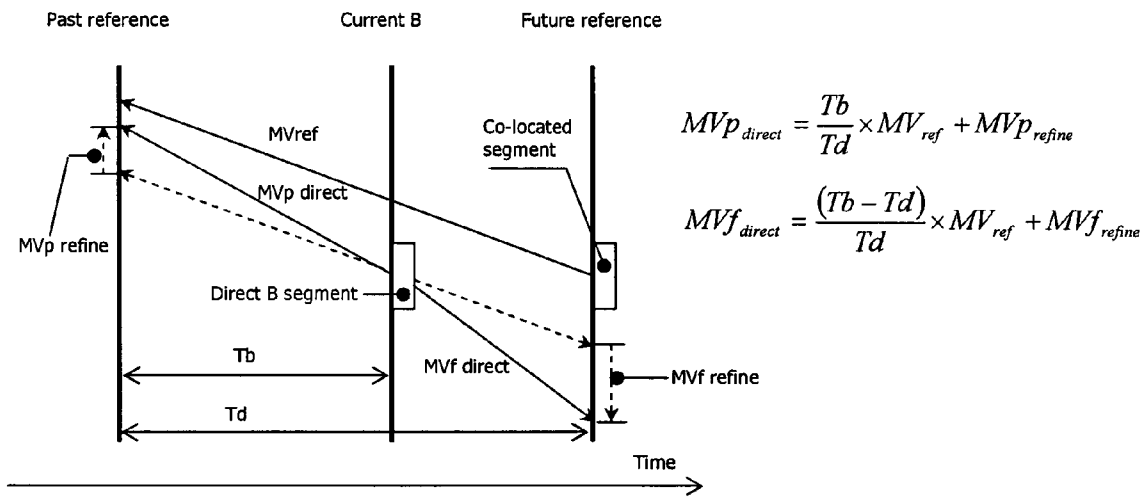 Past reference
Current B
Future reference
MVref
Co-located
segment
MVp direct
MVp refine
Direct B segment
Tb
MVf direct
MVf refine
Td
Time
MVp_direct = Tb/Td × MV_ref + MVp_refine
MVf_direct = (Tb − Td)/Td × MV_ref + MVf_refine